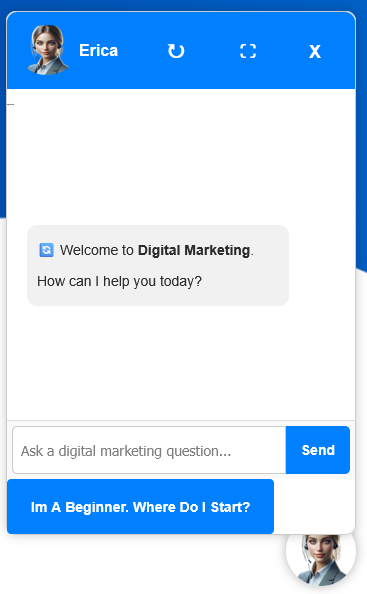 Erica
X
Welcome to Digital Marketing.
How can I help you today?
Ask a digital marketing question...
Send
Im A Beginner. Where Do I Start?